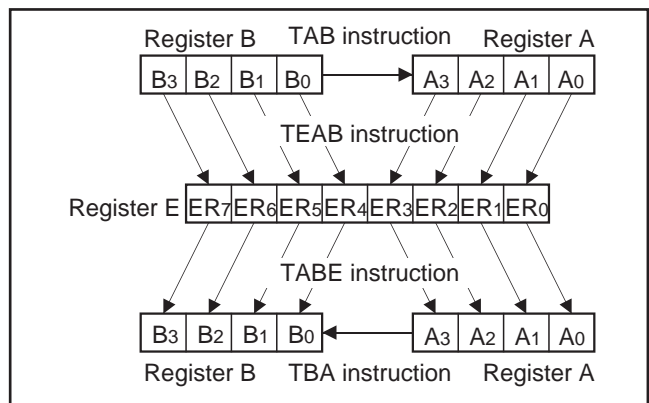 Register B TAB instruction Register A
B3 B2 B1 B0 A3 A2 A1 A0
TEAB instruction
Register E ER7 ER6 ER5 ER4 ER3 ER2 ER1 ER0
TABE instruction
B3 B2 B1 B0 A3 A2 A1 A0
Register B TBA instruction Register A